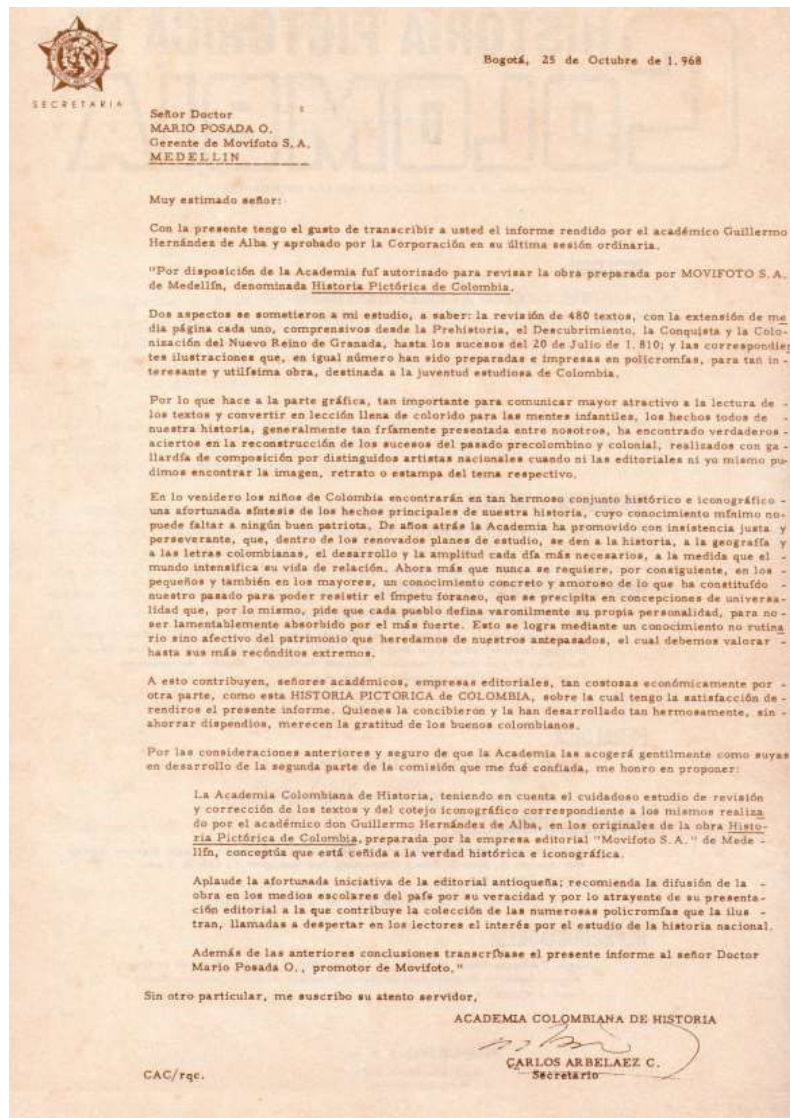 SECRETARIA
Bogotá, 25 de Octubre de 1.968
Señor Doctor
MARIO POSADA O.
Gerente de Movifoto S.A.
MEDELLIN
Muy estimado señor:
Con la presente tengo el gusto de transcribir a usted el informe rendido por el académico Guillermo
Hernández de Alba y aprobado por la Corporación en su última sesión ordinaria.
"Por disposición de la Academia fuí autorizado para revisar la obra preparada por MOVIFOTO S.A.
de Medellín, denominada Historia Pictórica de Colombia.
Dos aspectos se sometieron a mi estudio, a saber: la revisión de 480 textos, con la extensión de me
dia página cada uno, comprensivos desde la Prehistoria, el Descubrimiento, la Conquista y la Colo-
nización del Nuevo Reino de Granada, hasta los sucesos del 20 de Julio de 1.810; y las correspondien
tes ilustraciones que, en igual número han sido preparadas e impresas en policromías, para tan in -
teresante y utilísima obra, destinada a la juventud estudiosa de Colombia.
Por lo que hace a la parte gráfica, tan importante para comunicar mayor atractivo a la lectura de -
los textos y convertir en lección llena de colorido para las mentes infantiles, los hechos todos de -
nuestra historia, generalmente tan fríamente presentada entre nosotros, ha encontrado verdaderos -
aciertos en la reconstrucción de los sucesos del pasado precolombino y colonial, realizados con ga -
llardía de composición por distinguidos artistas nacionales cuando ni las editoriales ni yo mismo pu-
dimos encontrar la imagen, retrato o estampa del tema respectivo.
En lo venidero los niños de Colombia encontrarán en tan hermoso conjunto histórico e iconográfico -
una afortunada síntesis de los hechos principales de nuestra historia, cuyo conocimiento mínimo no-
puede faltar a ningún buen patriota. De años atrás la Academia ha promovido con insistencia justa y
perseverante, que, dentro de los renovados planes de estudio, se den a la historia, a la geografía y
a las letras colombianas, el desarrollo y la amplitud cada día más necesarios, a la medida que el -
mundo intensifica su vida de relación. Ahora más que nunca se requiere, por consiguiente, en los -
pequeños y también en los mayores, un conocimiento concreto y amoroso de lo que ha constituído -
nuestro pasado para poder resistir el ímpetu foraneo, que se precipita en concepciones de universa-
lidad que, por lo mismo, pide que cada pueblo defina varonilmente su propia personalidad, para no -
ser lamentablemente absorbido por el más fuerte. Esto se logra mediante un conocimiento no rutina
rio sino afectivo del patrimonio que heredamos de nuestros antepasados, el cual debemos valorar -
hasta sus más recónditos extremos.
A esto contribuyen, señores académicos, empresas editoriales, tan costosas económicamente por -
otra parte, como esta HISTORIA PICTORICA de COLOMBIA, sobre la cual tengo la satisfacción de -
rendiros el presente informe. Quienes la concibieron y la han desarrollado tan hermosamente, sin -
ahorrar dispendios, merecen la gratitud de los buenos colombianos.
Por las consideraciones anteriores y seguro de que la Academia las acogerá gentilmente como suyas
en desarrollo de la segunda parte de la comisión que me fué confiada, me honro en proponer:
La Academia Colombiana de Historia, teniendo en cuenta el cuidadoso estudio de revisión
y corrección de los textos y del cotejo iconográfico correspondiente a los mismos realiza
do por el académico don Guillermo Hernández de Alba, en los originales de la obra Histo-
ria Pictórica de Colombia, preparada por la empresa editorial "Movifoto S.A." de Mede -
llín, conceptúa que está ceñida a la verdad histórica e iconográfica.
Aplaude la afortunada iniciativa de la editorial antioqueña; recomienda la difusión de la -
obra en los medios escolares del país por su veracidad y por lo atrayente de su presenta-
ción editorial a la que contribuye la colección de las numerosas policromías que la ilus -
tran, llamadas a despertar en los lectores el interés por el estudio de la historia nacional.
Además de las anteriores conclusiones transcríbase el presente informe al señor Doctor
Mario Posada O., promotor de Movifoto."
Sin otro particular, me suscribo su atento servidor,
ACADEMIA COLOMBIANA DE HISTORIA
CARLOS ARBELAEZ C.
Secretario
CAC/rqc.